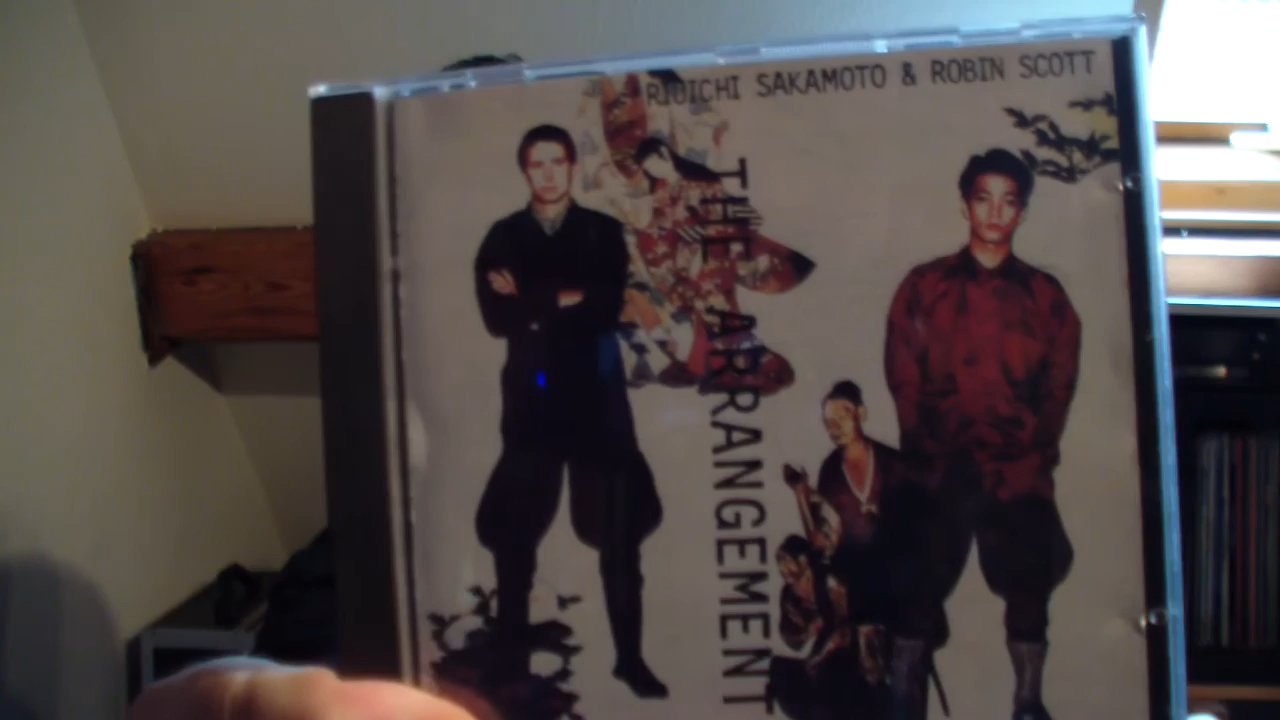 RIUICHI SAKAMOTO & ROBIN SCOTT
THE ARRANGEMENT